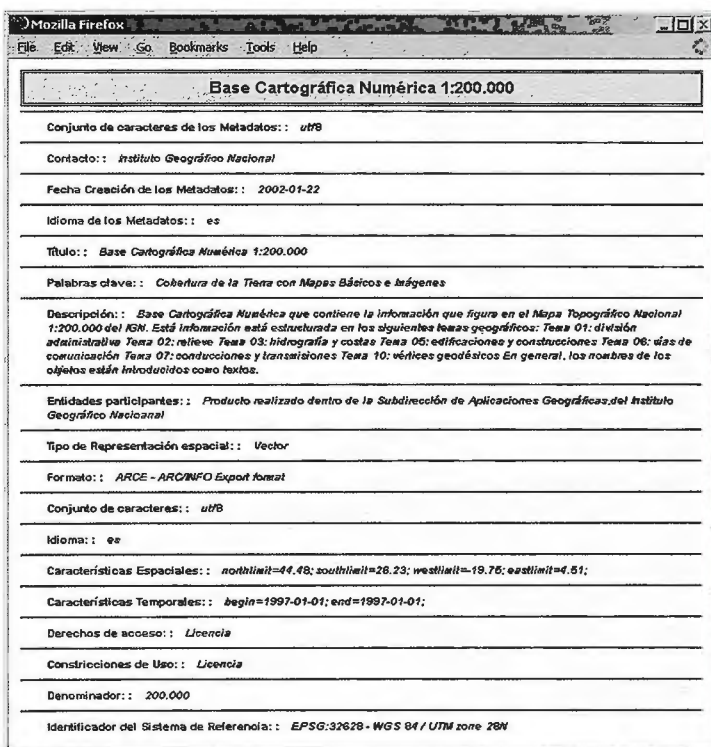 Mozilla Firefox
File Edit View Go Bookmarks Tools Help
Base Cartográfica Numérica 1:200.000
Conjunto de caracteres de los Metadatos: : utf8
Contacto: : Instituto Geográfico Nacional
Fecha Creación de los Metadatos: : 2002-01-22
Idioma de los Metadatos: : es
Título: : Base Cartográfica Numérica 1:200.000
Palabras clave: : Cobertura de la Tierra con Mapas Básicos e Imágenes
Descripción: : Base Cartográfica Numérica que contiene la información que figura en el Mapa Topográfico Nacional
1:200.000 del IGN. Está información está estructurada en los siguientes temas geográficos: Tema 01: división
administrativa Tema 02: relieve Tema 03: hidrografía y costas Tema 05: edificaciones y construcciones Tema 06: vías de
comunicación Tema 07: conducciones y transmisiones Tema 10: vértices geodésicos En general, los nombres de los
objetos están introducidos como textos.
Entidades participantes: : Producto realizado dentro de la Subdirección de Aplicaciones Geográficas,del Instituto
Geográfico Nacioanal
Tipo de Representación espacial: : Vector
Formato: : ARCE - ARC/INFO Export format
Conjunto de caracteres: : utf8
Idioma: : es
Características Espaciales: : northlimit=44.48; southlimit=26.23; westlimit=-19.75; eastlimit=4.51;
Características Temporales: : begin=1997-01-01; end=1997-01-01;
Derechos de acceso: : Licencia
Constricciones de Uso: : Licencia
Denominador: : 200.000
Identificador del Sistema de Referencia: : EPSG:32628 - WGS 84 / UTM zone 28N